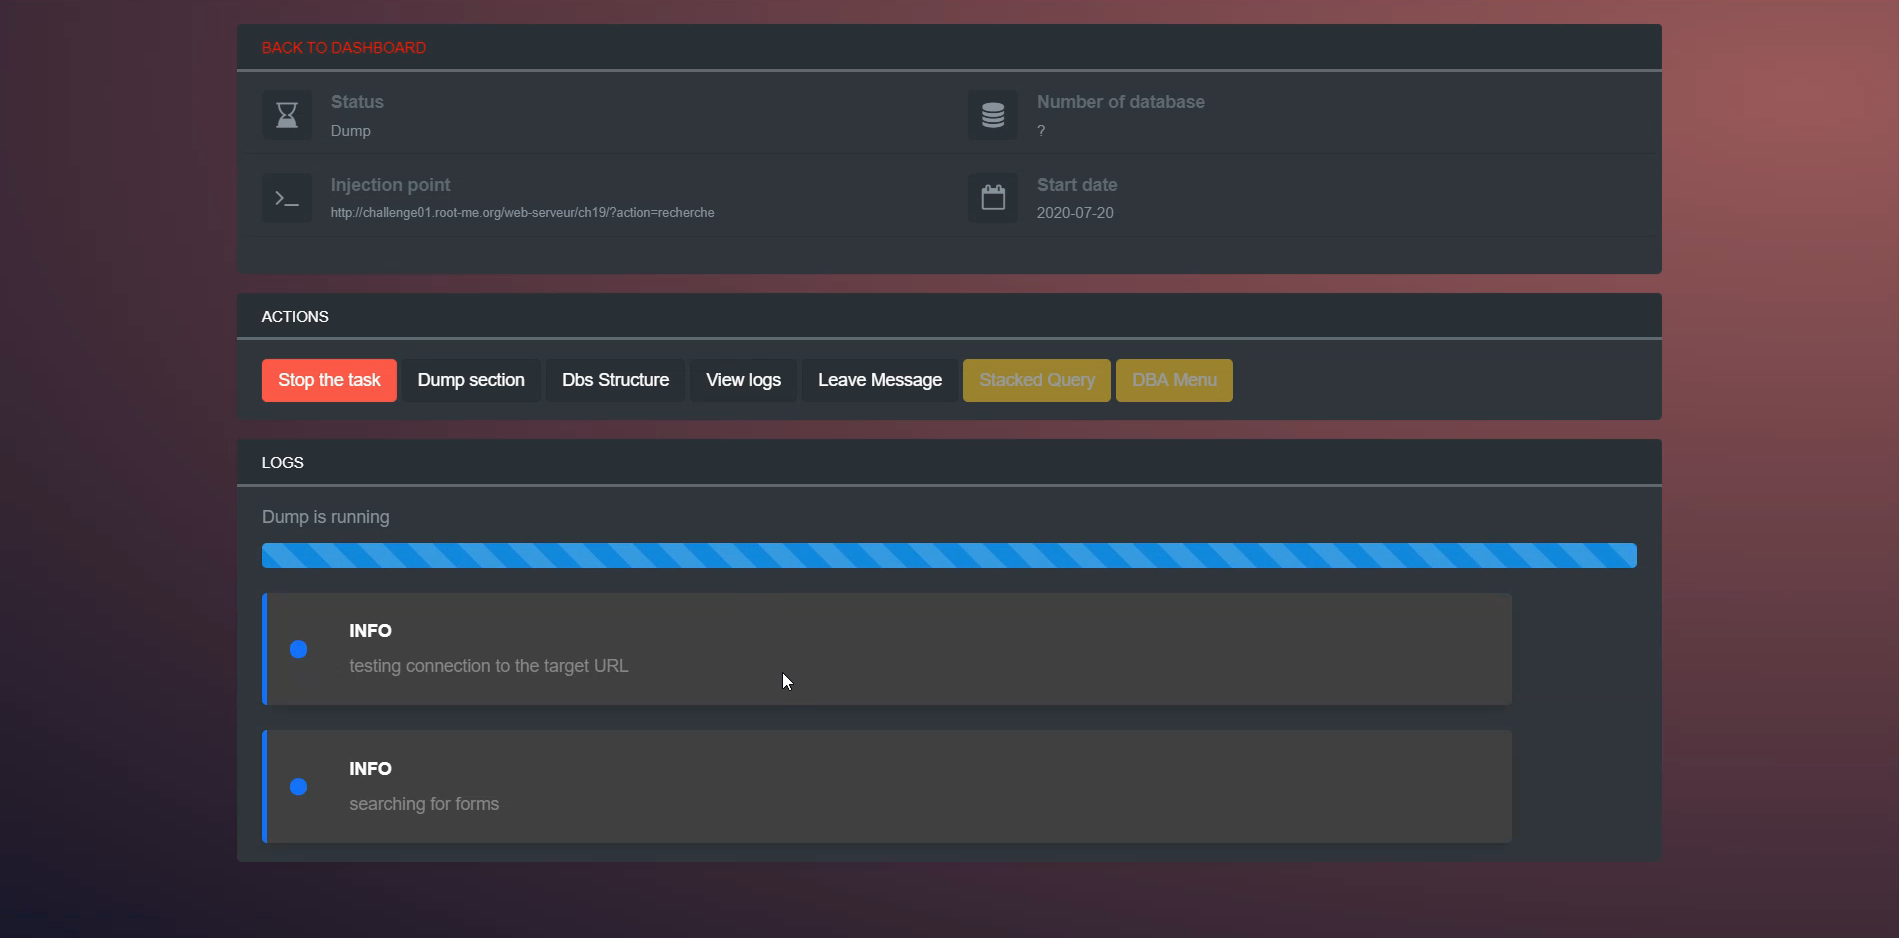 BACK TO DASHBOARD
Status
Dump
Number of database
?
Injection point
http://challenge01.root-me.org/web-serveur/ch19/?action=recherche
Start date
2020-07-20
ACTIONS
Stop the task
Dump section
Dbs Structure
View logs
Leave Message
Stacked Query
DBA Menu
LOGS
Dump is running
INFO
testing connection to the target URL
INFO
searching for forms